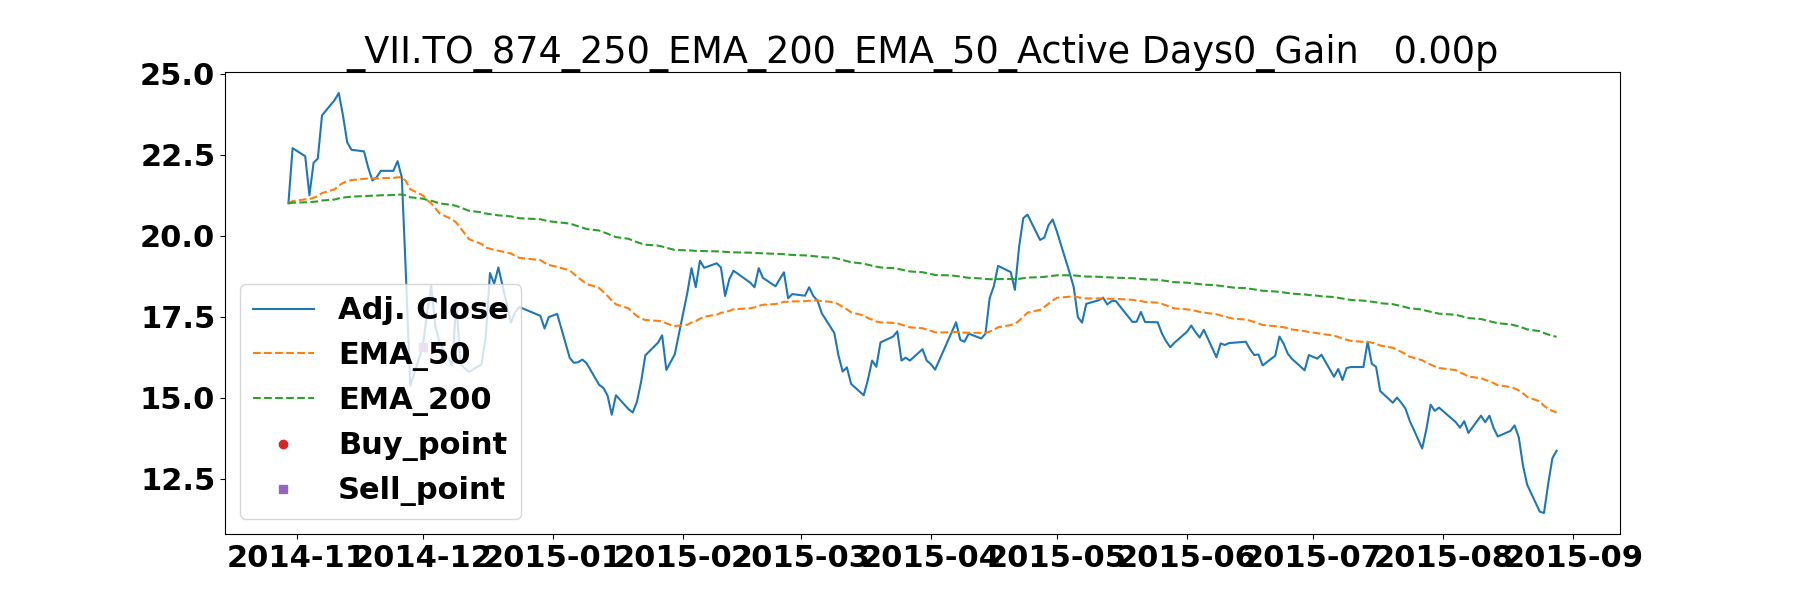 _VII.TO_874_250_EMA_200_EMA_50_Active Days0_Gain   0.00p
25.0
22.5
20.0
17.5
15.0
12.5
Adj. Close
EMA_50
EMA_200
Buy_point
Sell_point
2014-11 2014-12 2015-01 2015-02 2015-03 2015-04 2015-05 2015-06 2015-07 2015-08 2015-09